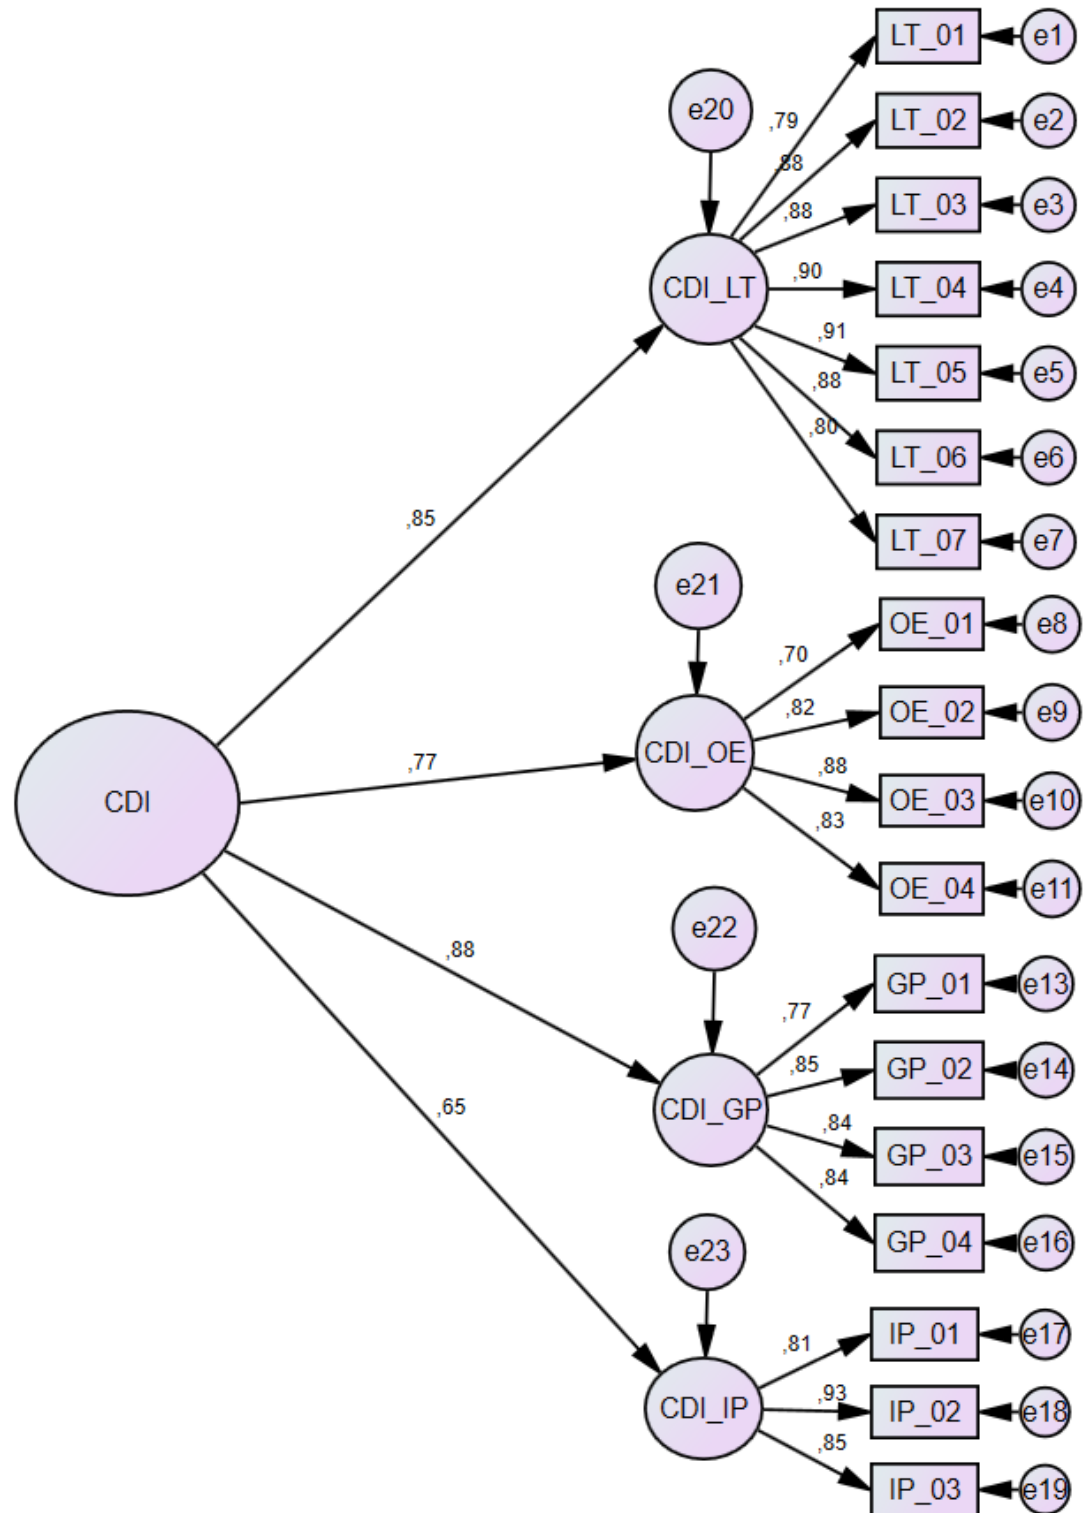 LT_01 e1
e20
,79
LT_02 e2
,88
LT_03 e3
,88
CDI_LT
,90
LT_04 e4
,91
LT_05 e5
,88
,80
LT_06 e6
,85
LT_07 e7
e21
OE_01 e8
,70
,82
OE_02 e9
CDI_OE
,77
,88
OE_03 e10
CDI
,83
OE_04 e11
e22
,88
GP_01 e13
,77
,85
GP_02 e14
CDI_GP
,65
,84
GP_03 e15
,84
GP_04 e16
e23
IP_01 e17
,81
,93
CDI_IP
IP_02 e18
,85
IP_03 e19